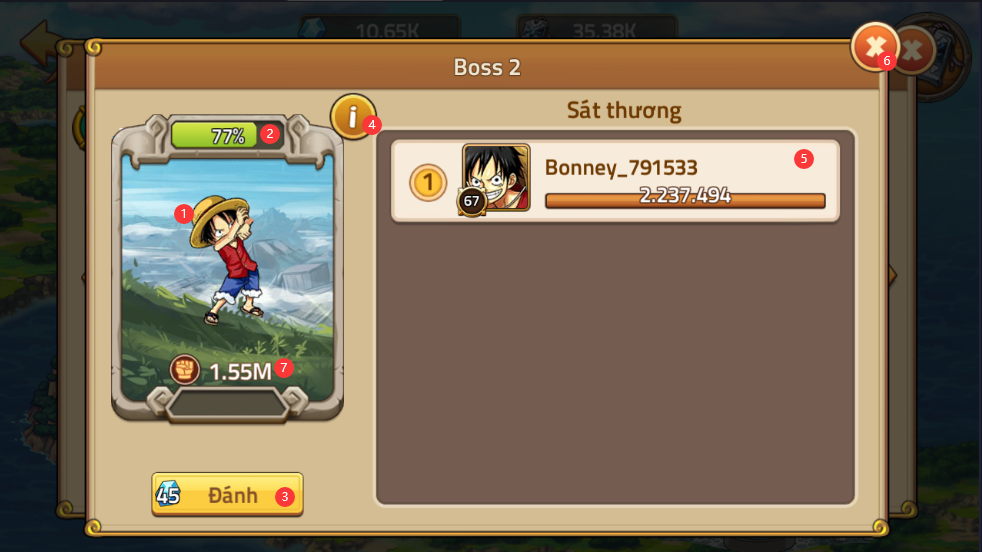 10.65K 35.38K
Boss 2
6
Sát thương
i 4
77% 2
5
1 Bonney_791533
67 2.237.494
1
1.55M 7
45 Đánh 3